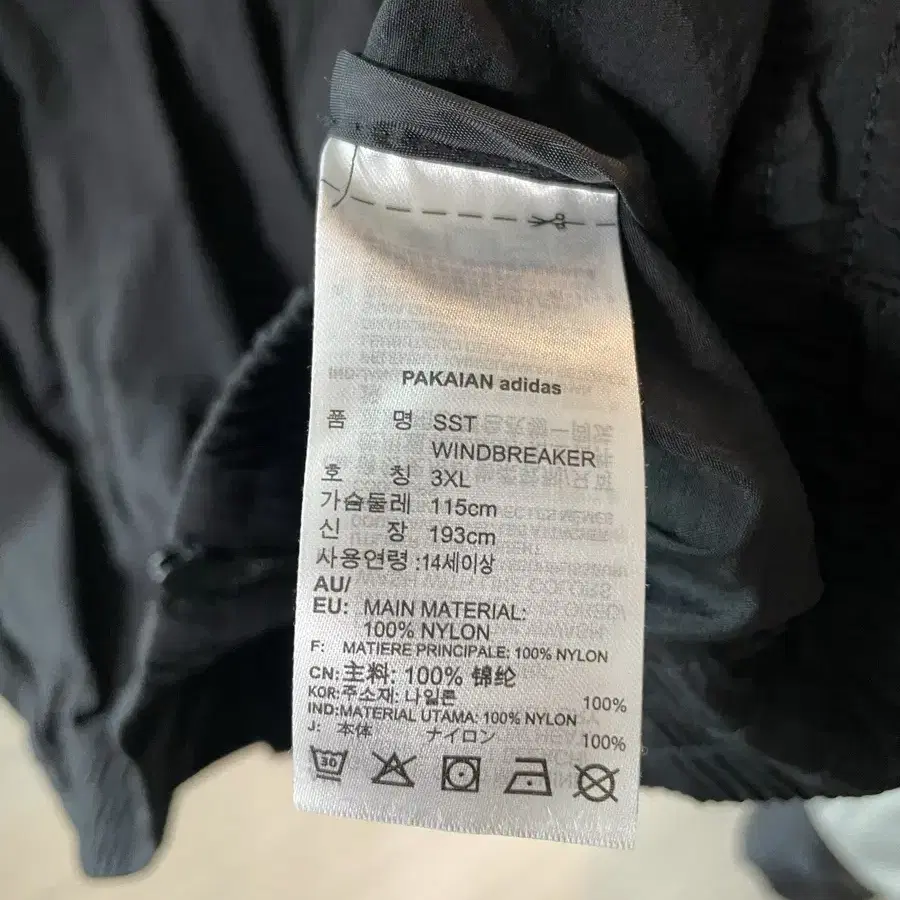 PAKAIAN adidas
품 명 SST
WINDBREAKER
호 칭 3XL
가슴둘레 115cm
신 장 193cm
사용연령 :14세이상
AU/
EU: MAIN MATERIAL:
100% NYLON
F: MATIERE PRINCIPALE: 100% NYLON
CN: 主料: 100% 锦纶
KOR:주소재: 나일론 100%
IND:MATERIAL UTAMA: 100% NYLON
J: 本体 ナイロン 100%
30